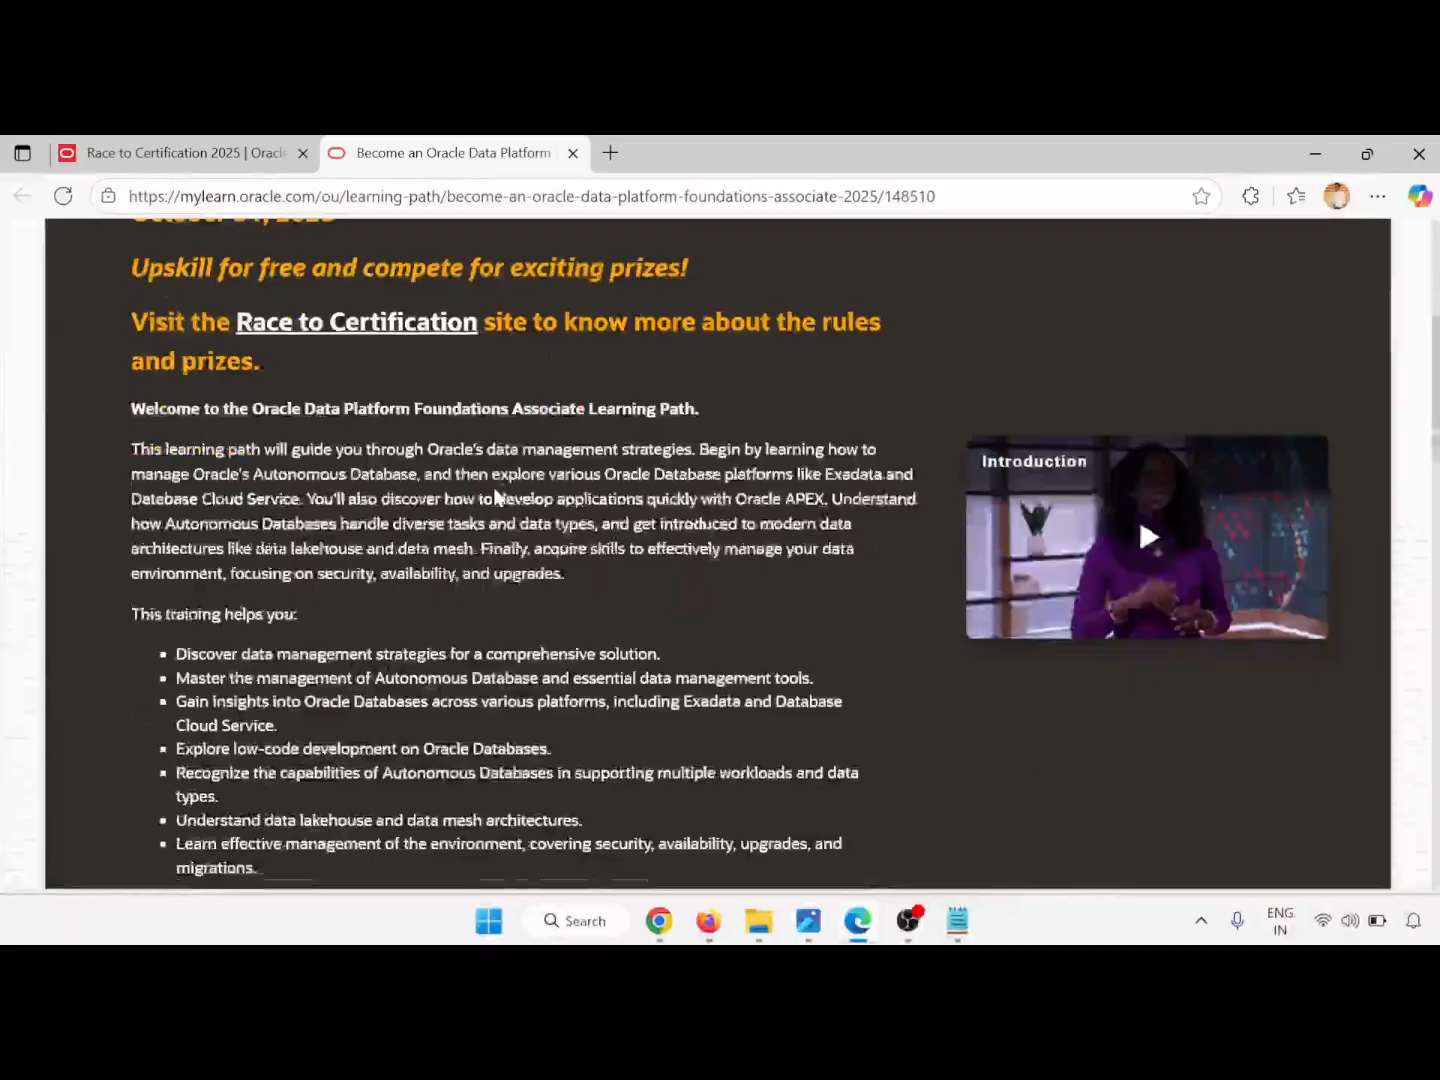 Race to Certification 2025 | Oracle
Become an Oracle Data Platform
https://mylearn.oracle.com/ou/learning-path/become-an-oracle-data-platform-foundations-associate-2025/148510
Upskill for free and compete for exciting prizes!
Visit the Race to Certification site to know more about the rules
and prizes.
Welcome to the Oracle Data Platform Foundations Associate Learning Path.
This learning path will guide you through Oracle's data management strategies. Begin by learning how to
manage Oracle's Autonomous Database, and then explore various Oracle Database platforms like Exadata and
Database Cloud Service. You'll also discover how to develop applications quickly with Oracle APEX. Understand
how Autonomous Databases handle diverse tasks and data types, and get introduced to modern data
architectures like data lakehouse and data mesh. Finally, acquire skills to effectively manage your data
environment, focusing on security, availability, and upgrades.
Introduction
This training helps you:
▪ Discover data management strategies for a comprehensive solution.
▪ Master the management of Autonomous Database and essential data management tools.
▪ Gain insights into Oracle Databases across various platforms, including Exadata and Database
Cloud Service.
▪ Explore low-code development on Oracle Databases.
▪ Recognize the capabilities of Autonomous Databases in supporting multiple workloads and data
types.
▪ Understand data lakehouse and data mesh architectures.
▪ Learn effective management of the environment, covering security, availability, upgrades, and
migrations.
Search
ENG
IN